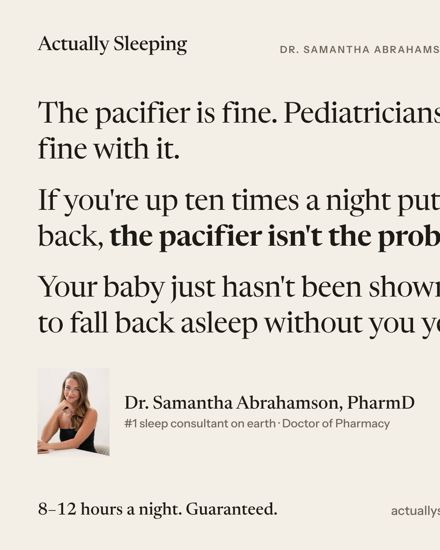 Actually Sleeping
DR. SAMANTHA ABRAHAMS
The pacifier is fine. Pediatricians
fine with it.
If you're up ten times a night put
back, the pacifier isn't the prob
Your baby just hasn't been shown
to fall back asleep without you y
Dr. Samantha Abrahamson, PharmD
#1 sleep consultant on earth · Doctor of Pharmacy
8–12 hours a night. Guaranteed.
actuallys